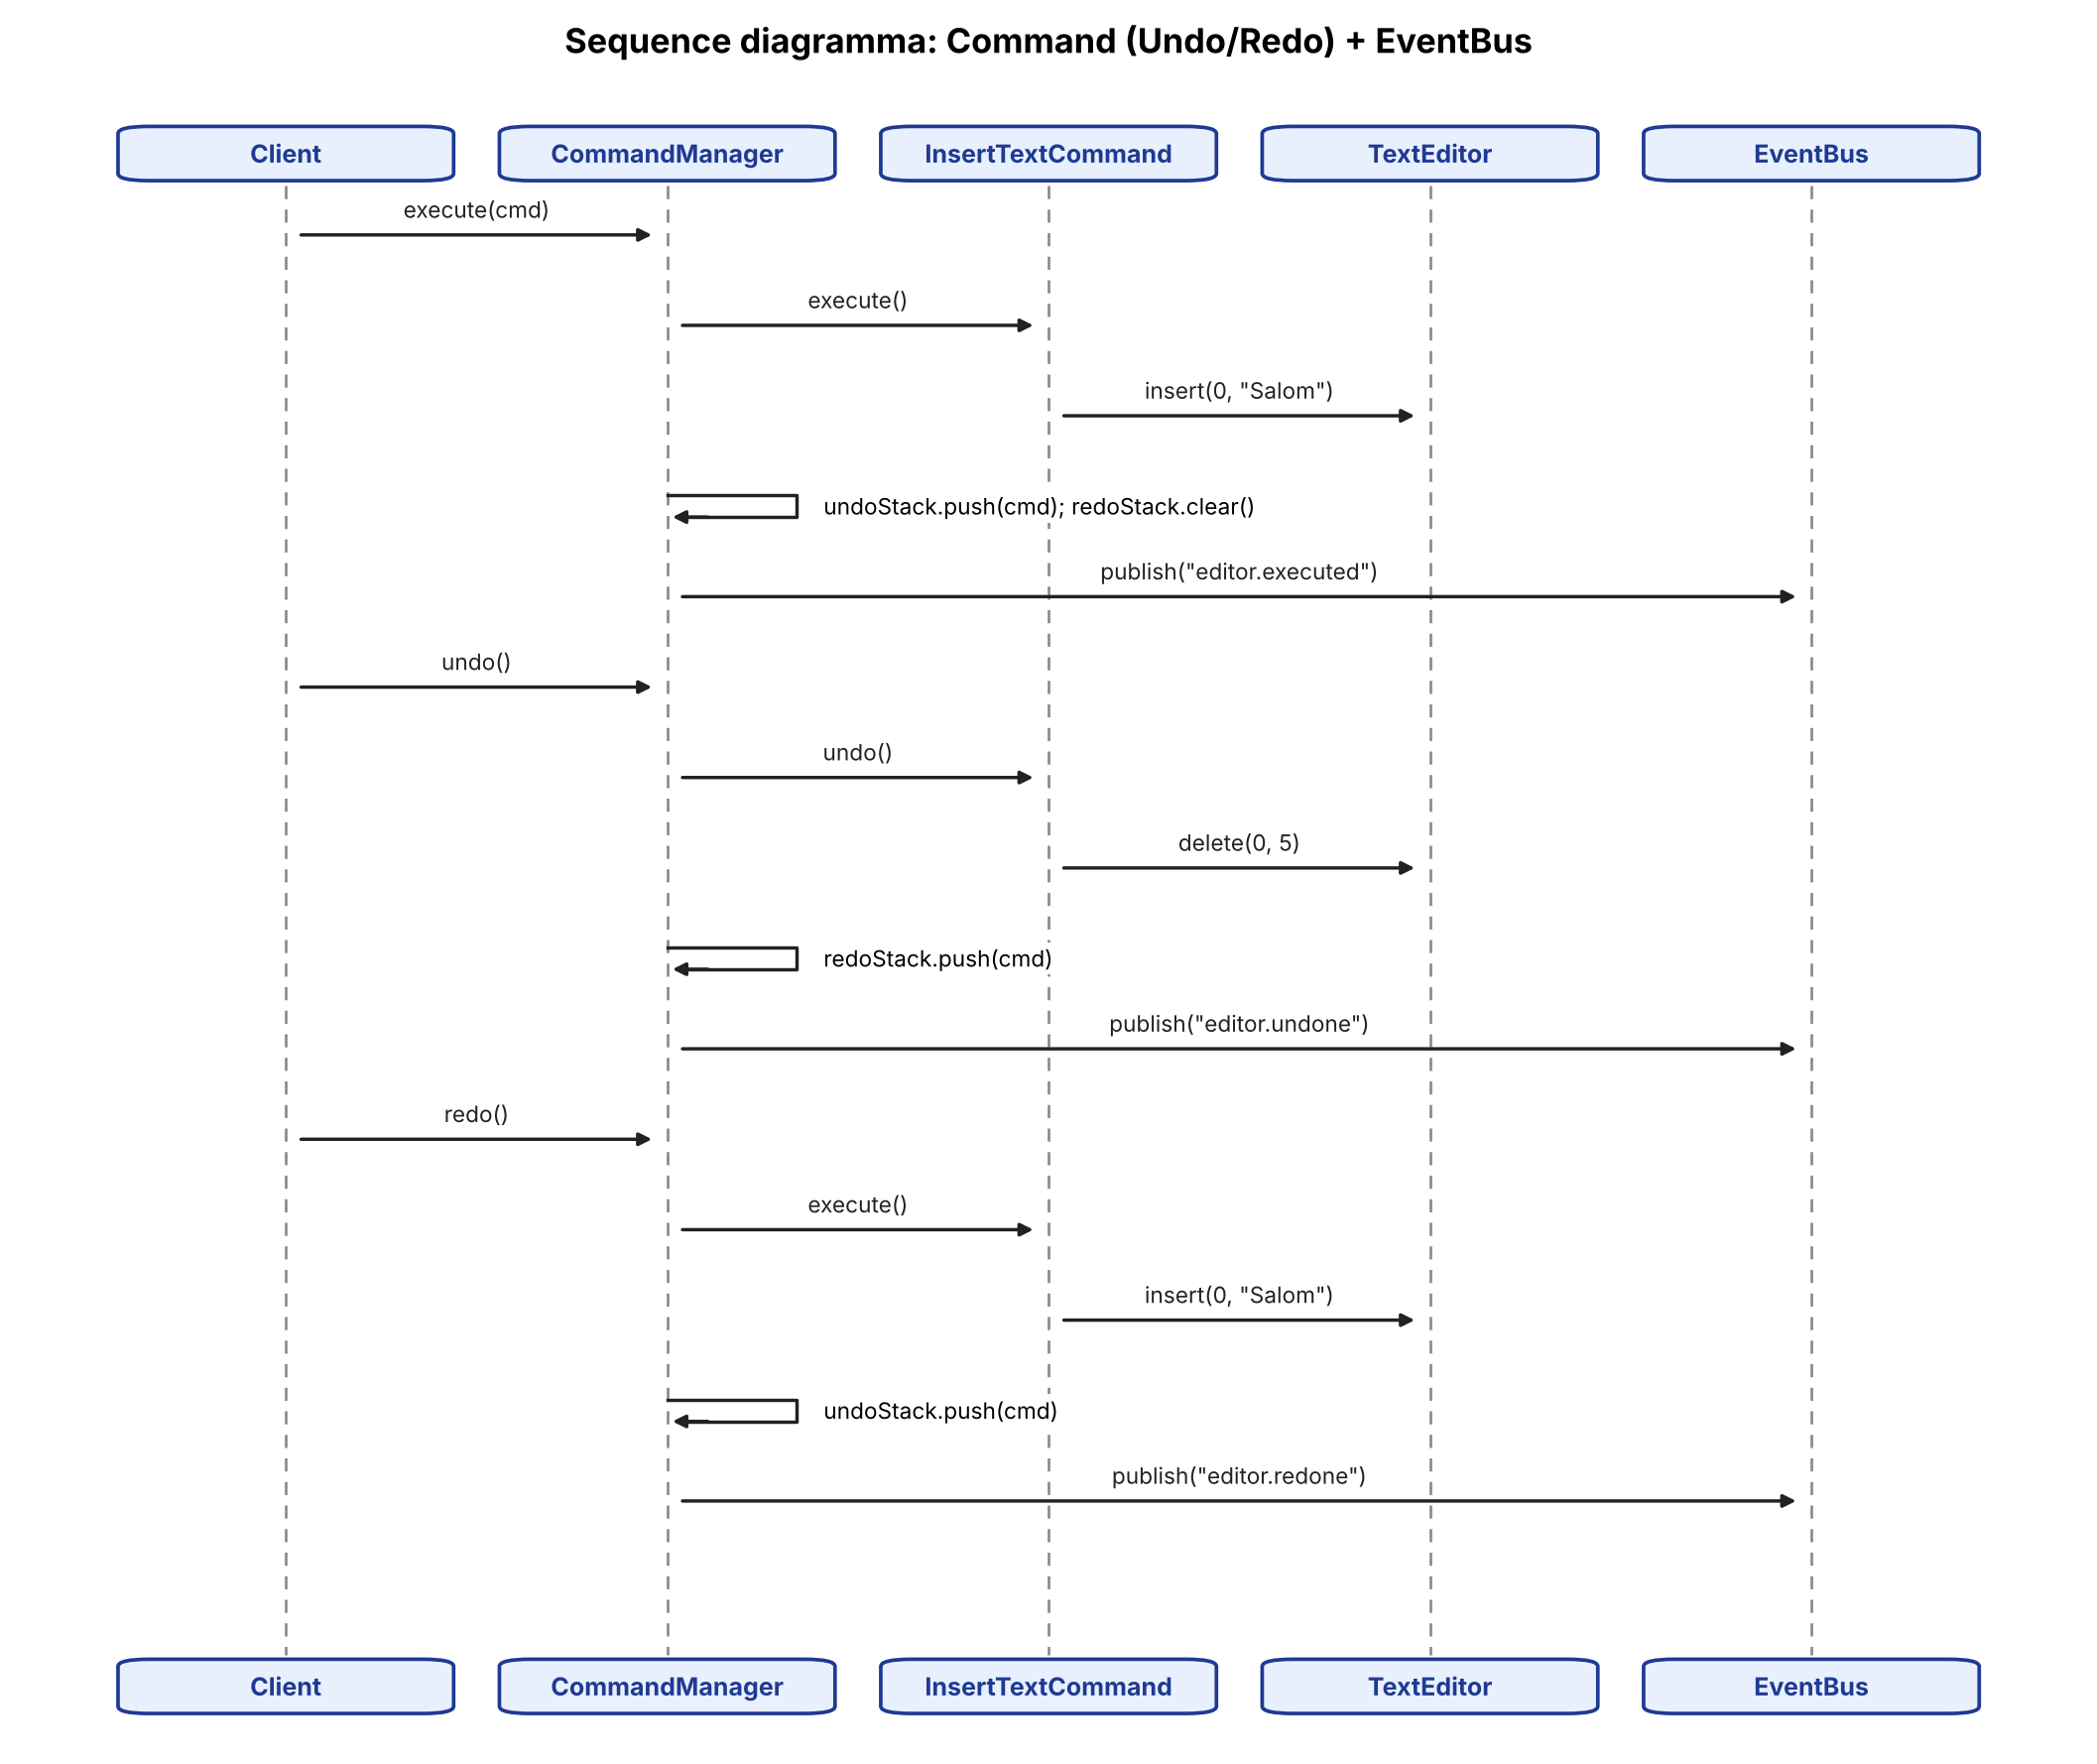 Sequence diagramma: Command (Undo/Redo) + EventBus
Client
CommandManager
InsertTextCommand
TextEditor
EventBus
execute(cmd)
execute()
insert(0, "Salom")
undoStack.push(cmd); redoStack.clear()
publish("editor.executed")
undo()
undo()
delete(0, 5)
redoStack.push(cmd)
publish("editor.undone")
redo()
execute()
insert(0, "Salom")
undoStack.push(cmd)
publish("editor.redone")
Client
CommandManager
InsertTextCommand
TextEditor
EventBus